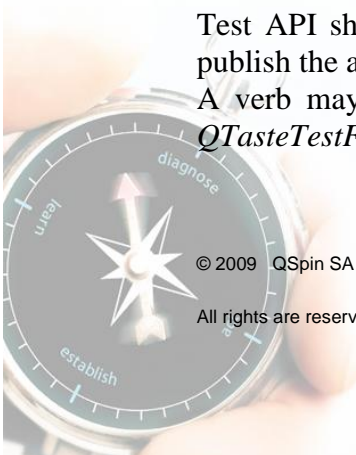 Test API sh
publish the a
A verb may
QTasteTestF
diagnose
learn
© 2009 QSpin SA
All rights are reserv
establish